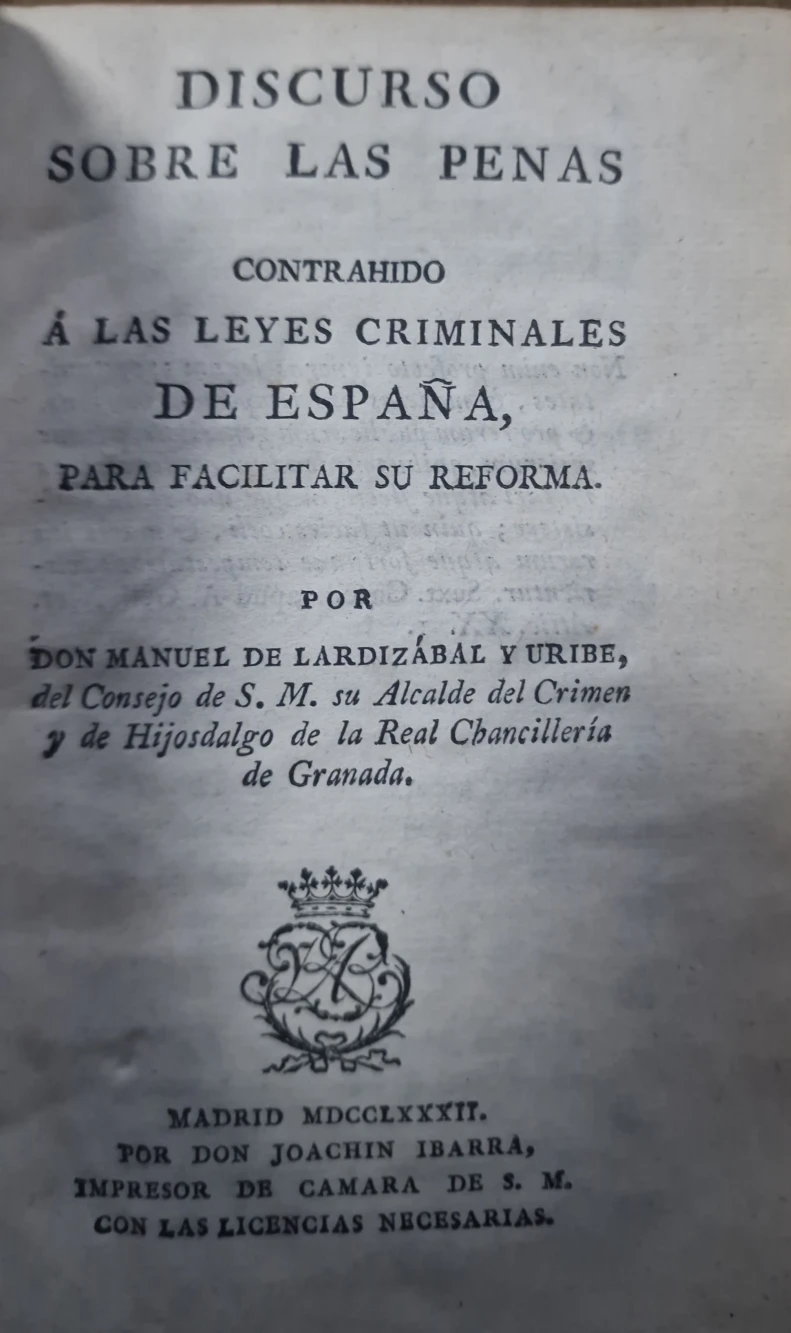 DISCURSO
SOBRE LAS PENAS
CONTRAHIDO
Á LAS LEYES CRIMINALES
DE ESPAÑA,
PARA FACILITAR SU REFORMA.
POR
DON MANUEL DE LARDIZÁBAL Y URIBE,
del Consejo de S. M. su Alcalde del Crimen
y de Hijosdalgo de la Real Chancillería
de Granada.
MADRID MDCCLXXXII.
POR DON JOACHIN IBARRA,
IMPRESOR DE CAMARA DE S. M.
CON LAS LICENCIAS NECESARIAS.